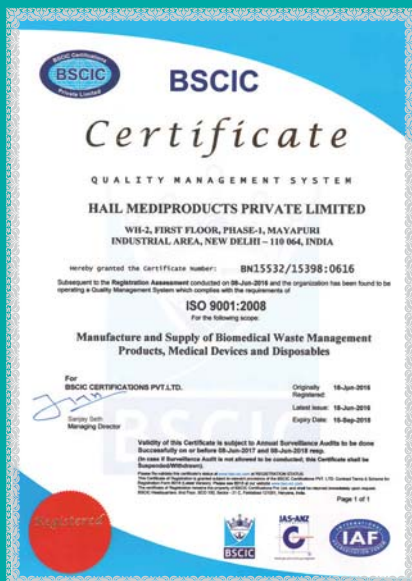 BSCIC Certifications
BSCIC
Private Limited
BSCIC
Certificate
QUALITY MANAGEMENT SYSTEM
HAIL MEDIPRODUCTS PRIVATE LIMITED
WH-2, FIRST FLOOR, PHASE-1, MAYAPURI
INDUSTRIAL AREA, NEW DELHI – 110 064, INDIA
Hereby granted the Certificate Number: BN15532/15398:0616
Subsequent to the Registration Assessment conducted on 08-Jun-2016 and the organization has been found to be
operating a Quality Management System which complies with the requirements of
ISO 9001:2008
For the following scope:
Manufacture and Supply of Biomedical Waste Management
Products, Medical Devices and Disposables
For
BSCIC CERTIFICATIONS PVT.LTD.
Sanjay Seth
Managing Director
Originally Registered: 18-Jun-2016
Latest Issue: 18-Jun-2016
Expiry Date: 15-Sep-2018
Validity of this Certificate is subject to Annual Surveillance Audits to be done
Successfully on or before 08-Jun-2017 and 08-Jun-2018 resp.
(In case if Surveillance Audit is not allowed to be conducted, this Certificate shall be
Suspended/Withdrawn).
Page 1 of 1
Registered
BSCIC
JAS-ANZ
IAF
BSCIC